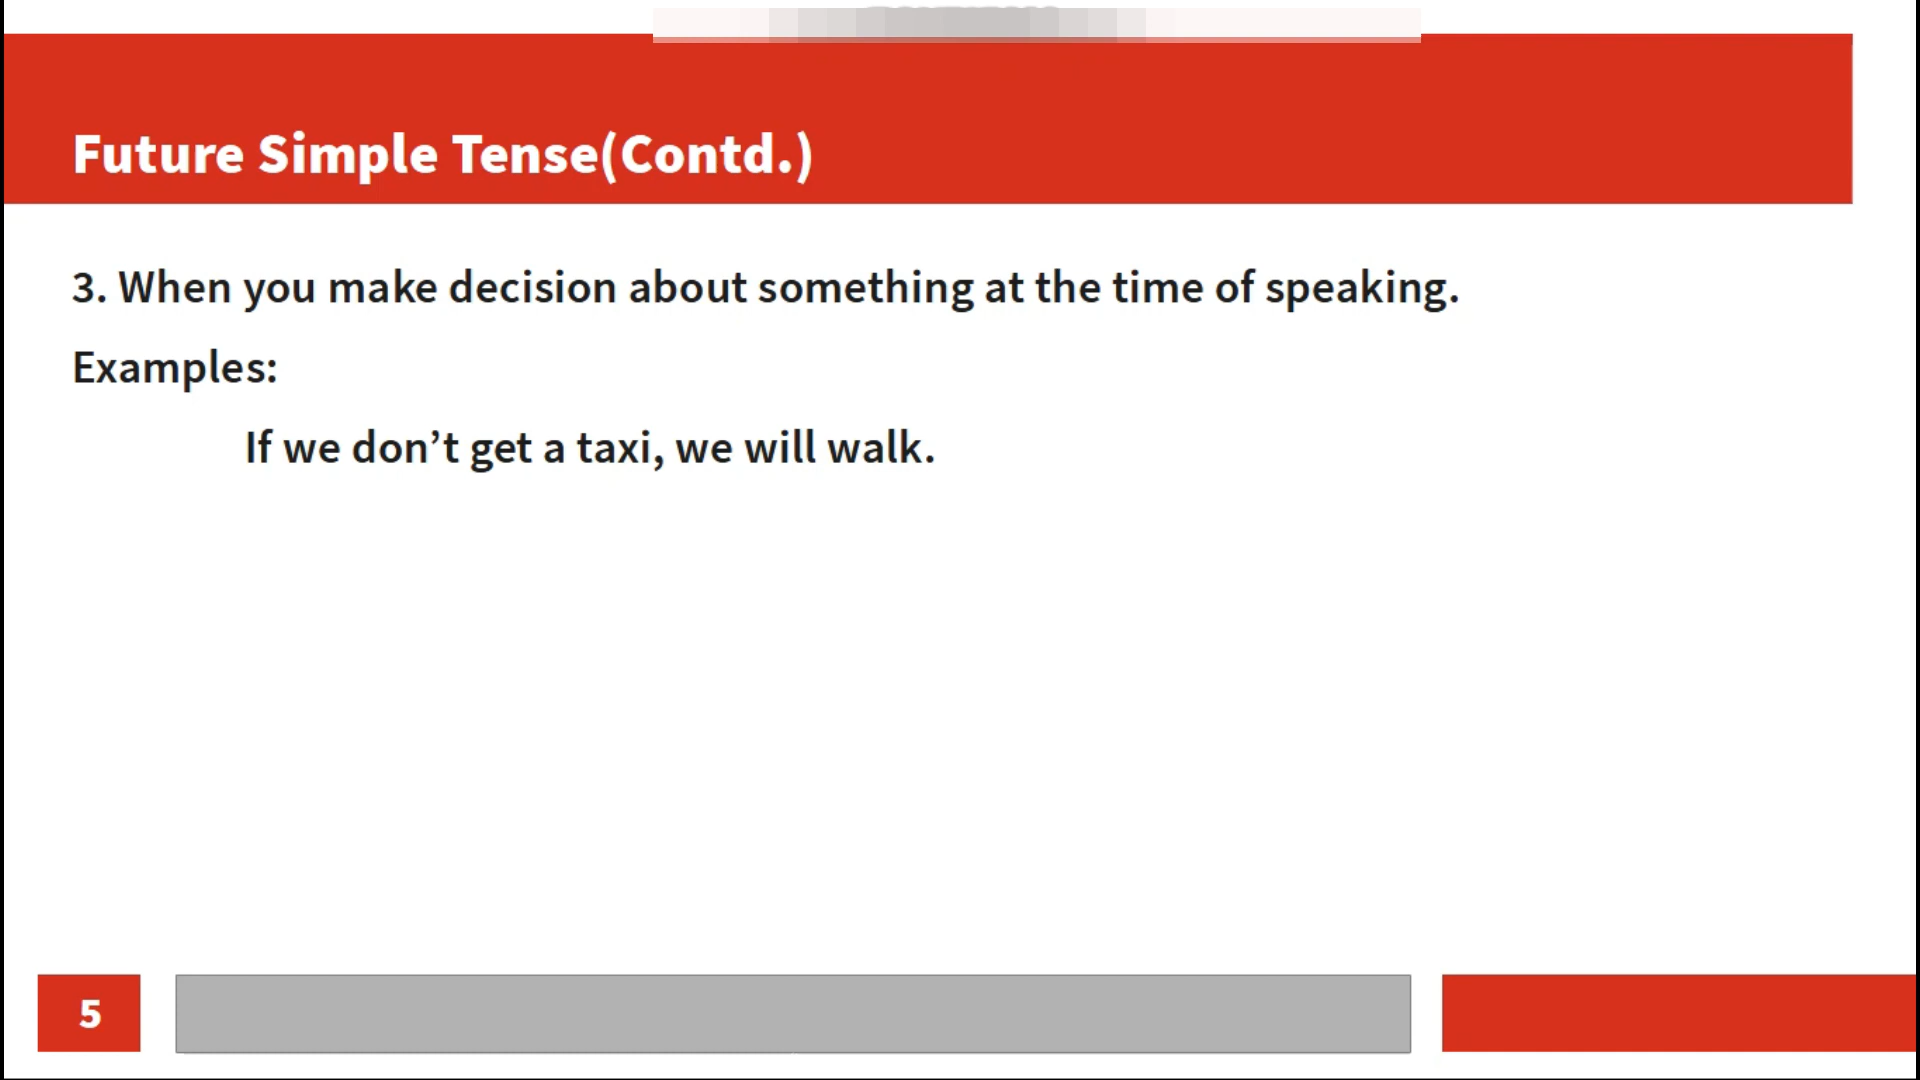 Future Simple Tense(Contd.)
3. When you make decision about something at the time of speaking.
Examples:
If we don’t get a taxi, we will walk.
5